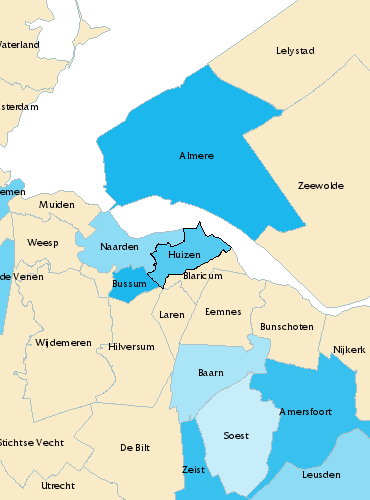 Waterland
Lelystad
sterdam
Almere
Zeewolde
emen
Muiden
Weesp
Naarden
Huizen
de Venen
Bussum
Blaricum
Laren
Eemnes
Bunschoten
Wijdemeren
Hilversum
Nijkerk
Baarn
Amersfoort
Soest
Stichtse Vecht
De Bilt
Zeist
Leusden
Utrecht